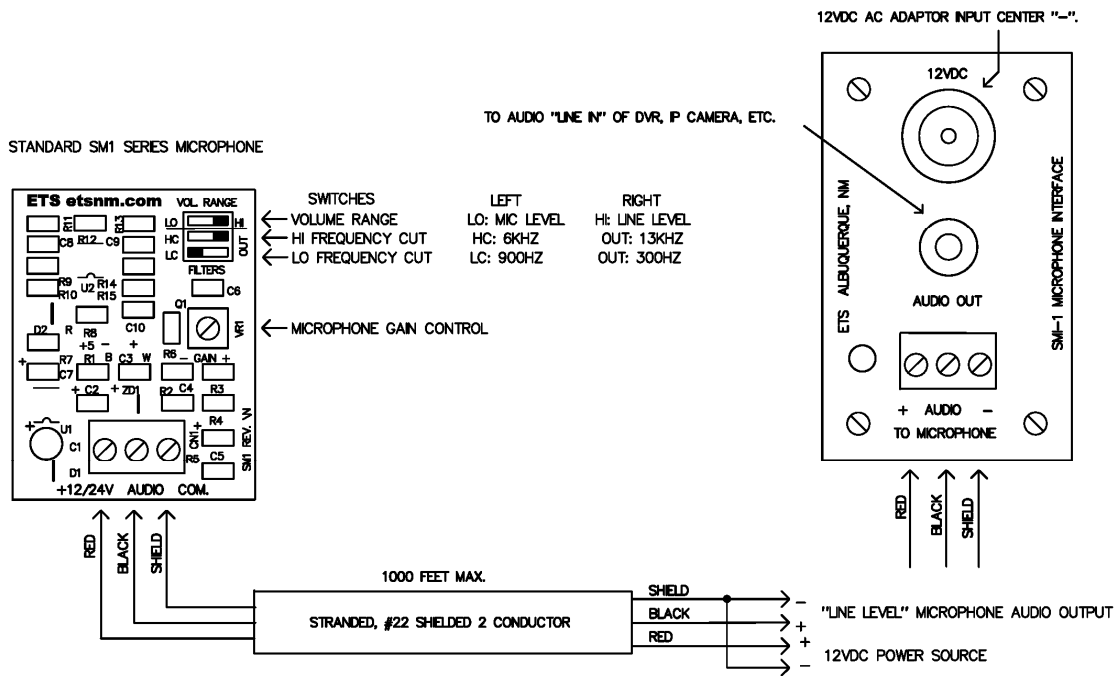 12VDC AC ADAPTOR INPUT CENTER "-".
12VDC
TO AUDIO "LINE IN" OF DVR, IP CAMERA, ETC.
ETS ALBUQUERQUE, NM
SMI-1 MICROPHONE INTERFACE
AUDIO OUT
+ AUDIO -
TO MICROPHONE
RED
BLACK
SHIELD
STANDARD SM1 SERIES MICROPHONE
ETS etsnm.com VOL. RANGE
LO HI
HC
LC
OUT
FILTERS
SWITCHES LEFT RIGHT
VOLUME RANGE LO: MIC LEVEL HI: LINE LEVEL
HI FREQUENCY CUT HC: 6KHZ OUT: 13KHZ
LO FREQUENCY CUT LC: 900HZ OUT: 300HZ
MICROPHONE GAIN CONTROL
R11
R13
C8 R12 C9
R9 U2 R14
R10 R15
C6
Q1
VR1
D2 R R8 C10
+5 - +
+ R7 R1 B C3 W R6 - GAIN +
C7
+ C2 + ZD1 R2 C4 R3
+ U1
C1
D1
CN1 +
R4
R5
C5
SM1 REV. \N
+12/24V AUDIO COM.
RED
BLACK
SHIELD
1000 FEET MAX.
STRANDED, #22 SHIELDED 2 CONDUCTOR
SHIELD -
BLACK +
RED +
-
"LINE LEVEL" MICROPHONE AUDIO OUTPUT
12VDC POWER SOURCE